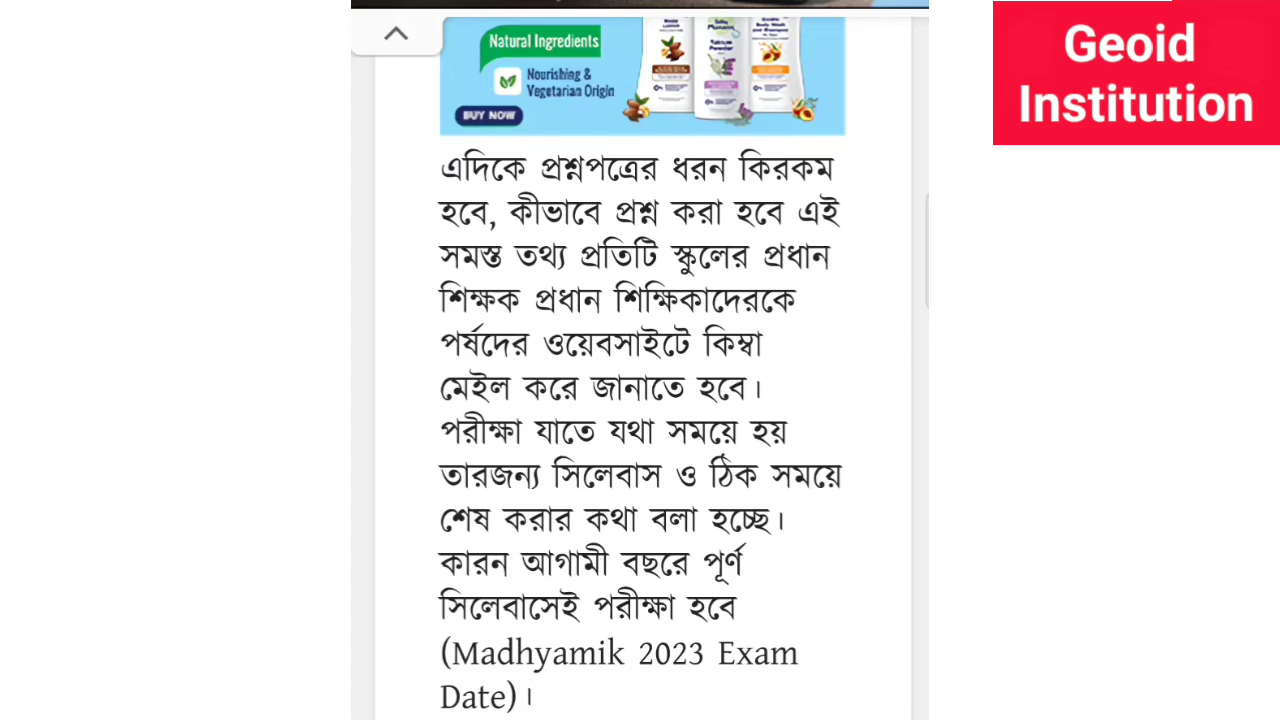 Geoid
Institution
Natural Ingredients
Nourishing &
Vegetarian Origin
BUY NOW
Powder
এদিকে প্রশ্নপত্রের ধরন কিরকম
হবে, কীভাবে প্রশ্ন করা হবে এই
সমস্ত তথ্য প্রতিটি স্কুলের প্রধান
শিক্ষক প্রধান শিক্ষিকাদেরকে
পর্ষদের ওয়েবসাইটে কিম্বা
মেইল করে জানাতে হবে।
পরীক্ষা যাতে যথা সময়ে হয়
তারজন্য সিলেবাস ও ঠিক সময়ে
শেষ করার কথা বলা হচ্ছে।
কারন আগামী বছরে পূর্ণ
সিলেবাসেই পরীক্ষা হবে
(Madhyamik 2023 Exam
Date)।